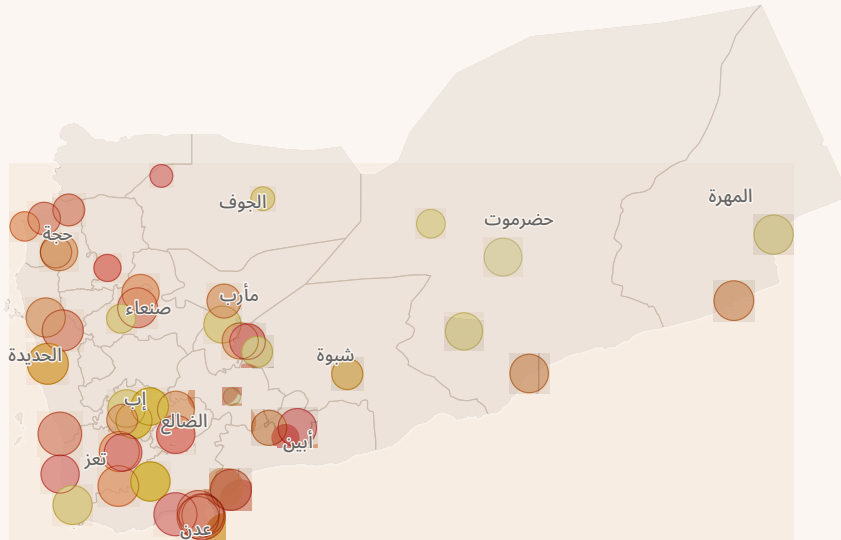 المهرة
الجوف
حضرموت
حجة
مأرب
صنعاء
شبوة
الحديدة
إب
الضالع
أبين
تعز
عدن